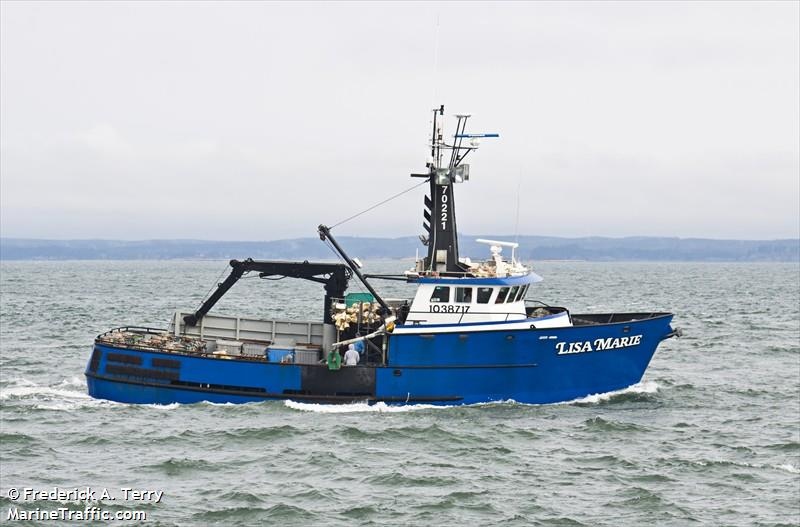 70221
1038717
LISA MARIE
© Frederick A. Terry
MarineTraffic.com